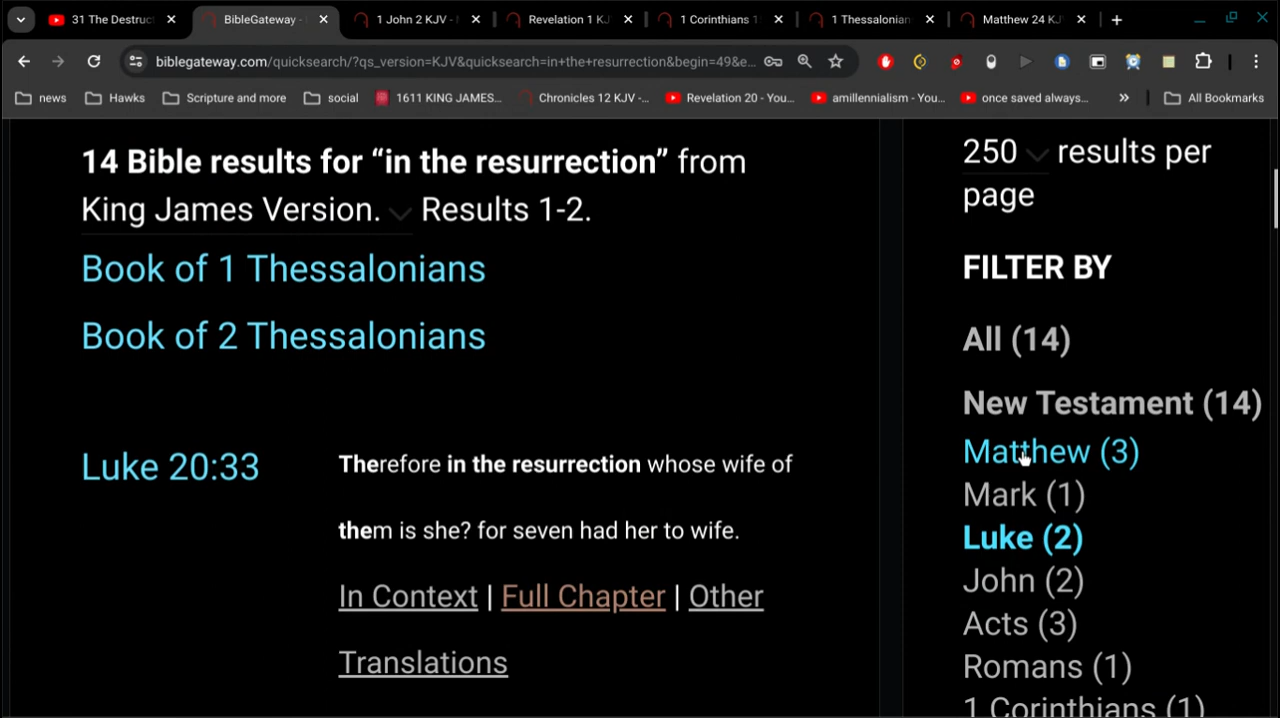 31 The Destruct
BibleGateway -
1 John 2 KJV -
Revelation 1 K
1 Corinthians 1
1 Thessalonian
Matthew 24 KJ
biblegateway.com/quicksearch/?qs_version=KJV&quicksearch=in+the+resurrection&begin=49&e...
news
Hawks
Scripture and more
social
1611 KING JAMES...
Chronicles 12 KJV -...
Revelation 20 - You...
amillennialism - You...
once saved always...
»
All Bookmarks
14 Bible results for “in the resurrection” from
King James Version. Results 1-2.
Book of 1 Thessalonians
Book of 2 Thessalonians
Luke 20:33
Therefore in the resurrection whose wife of
them is she? for seven had her to wife.
In Context | Full Chapter | Other
Translations
250 results per
page
FILTER BY
All (14)
New Testament (14)
Matthew (3)
Mark (1)
Luke (2)
John (2)
Acts (3)
Romans (1)
1 Corinthians (1)